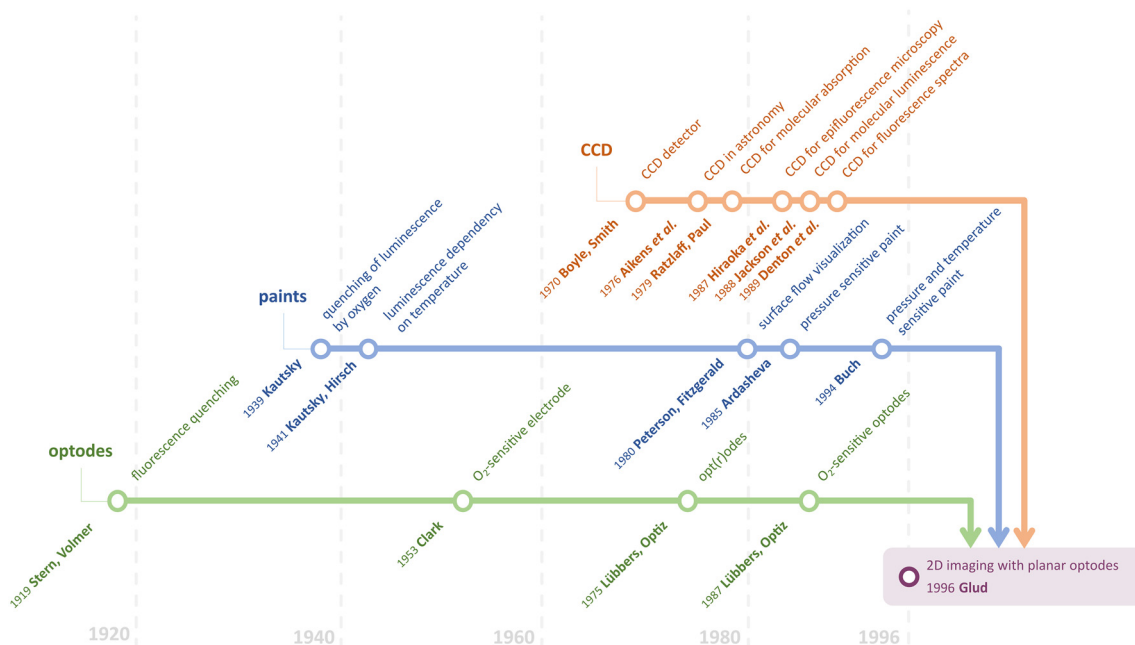 CCD
CCD detector
CCD in astronomy
CCD for molecular absorption
CCD for epifluorescence microscopy
CCD for molecular luminescence
CCD for fluorescence spectra
1970 Boyle, Smith
1976 Aikens et al.
1979 Ratzlaff, Paul
1987 Hiraoka et al.
1988 Jackson et al.
1989 Denton et al.
paints
quenching of luminescence
by oxygen
luminescence dependency
on temperature
surface flow visualization
pressure sensitive paint
pressure and temperature
sensitive paint
1939 Kautsky
1941 Kautsky, Hirsch
1980 Peterson, Fitzgerald
1985 Ardasheva
1994 Buch
optodes
fluorescence quenching
O₂-sensitive electrode
opt(r)odes
O₂-sensitive optodes
1919 Stern, Volmer
1953 Clark
1975 Lübbers, Optiz
1987 Lübbers, Optiz
2D imaging with planar optodes
1996 Glud
1920
1940
1960
1980
1996